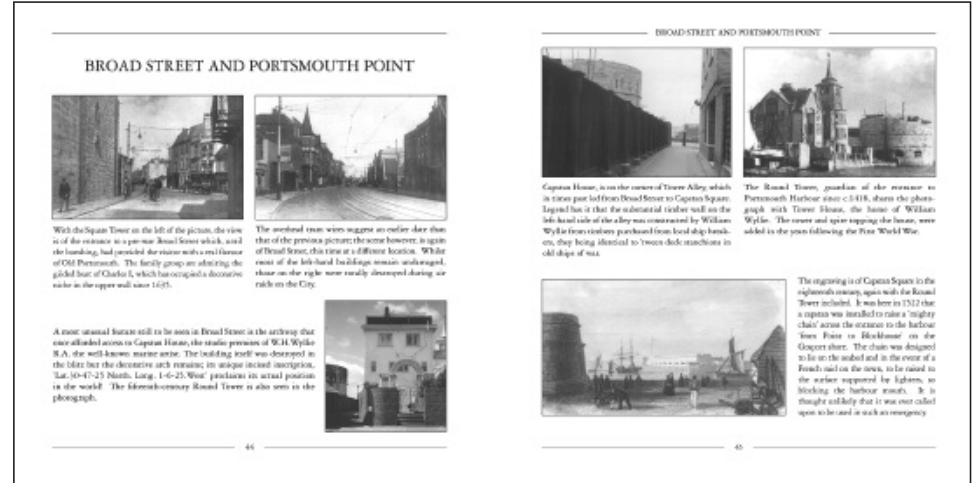 BROAD STREET AND PORTSMOUTH POINT
With the Square Tower on the left of the picture, the view
is of the entrance to a pre-war Broad Street which, until
the bombing, had provided the visitor with a real flavour
of Old Portsmouth. The family group are admiring the
gilded bust of Charles I, which has occupied a decorative
niche in the upper wall since 1635.
The overhead tram wires suggest an earlier date than
that of the previous picture; the scene however, is again
of Broad Street, this time at a different location. Whilst
most of the left-hand buildings remain undamaged,
those on the right were totally destroyed during air
raids on the City.
A most unusual feature still to be seen in Broad Street is the archway that
once afforded access to Capstan House, the studio premises of W.H. Wyllie
R.A. the well-known marine artist. The building itself was destroyed in
the blitz but the decorative arch remains; its unique incised inscription,
'Lat.30-47-25 North. Long. 1-6-25.West' proclaims its actual position
in the world! The fifteenth-century Round Tower is also seen in the
photograph.
44
BROAD STREET AND PORTSMOUTH POINT
Capstan House, is on the corner of Tower Alley, which
in times past led from Broad Street to Capstan Square.
Legend has it that the substantial timber wall on the
left-hand side of the alley was constructed by William
Wyllie from timbers purchased from local ship break-
ers, they being identical to 'tween deck stanchions in
old ships of war.
The Round Tower, guardian of the entrance to
Portsmouth Harbour since c.1418, shares the photo-
graph with Tower House, the home of William
Wyllie. The tower and spire topping the house, were
added in the years following the First World War.
The engraving is of Capstan Square in the
eighteenth century, again with the Round
Tower included. It was here in 1522 that
a capstan was installed to raise a 'mighty
chain' across the entrance to the harbour
'from Point to Blockhouse' on the
Gosport shore. The chain was designed
to lie on the seabed and in the event of a
French raid on the town, to be raised to
the surface supported by lighters, so
blocking the harbour mouth. It is
thought unlikely that it was ever called
upon to be used in such an emergency.
45